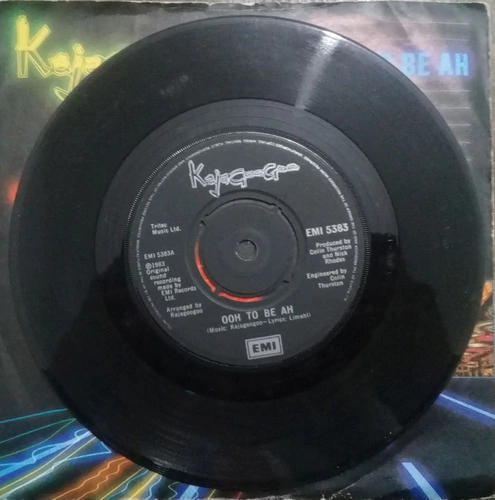 Kajag
O BE AH
KajaGooGoo
Tritec
Music Ltd.
EMI 5383
EMI 5383A
℗1983
Original
sound
recording
made by
EMI Records
Ltd.
Produced by
Colin Thurston
and Nick
Rhodes
Engineered by
Colin
Thurston
Arranged by
Kajagoogoo
OOH TO BE AH
(Music: Kajagoogoo—Lyrics: Limahl)
EMI